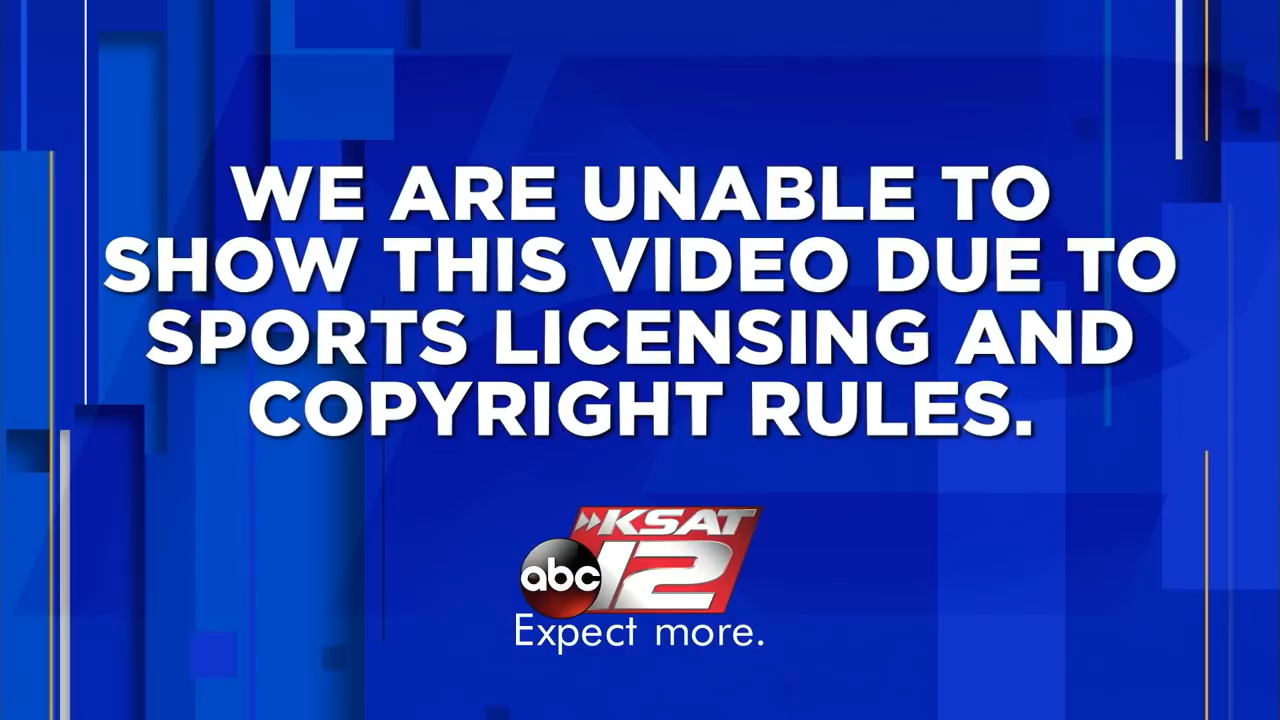 WE ARE UNABLE TO
SHOW THIS VIDEO DUE TO
SPORTS LICENSING AND
COPYRIGHT RULES.
KSAT
abc 12
Expect more.